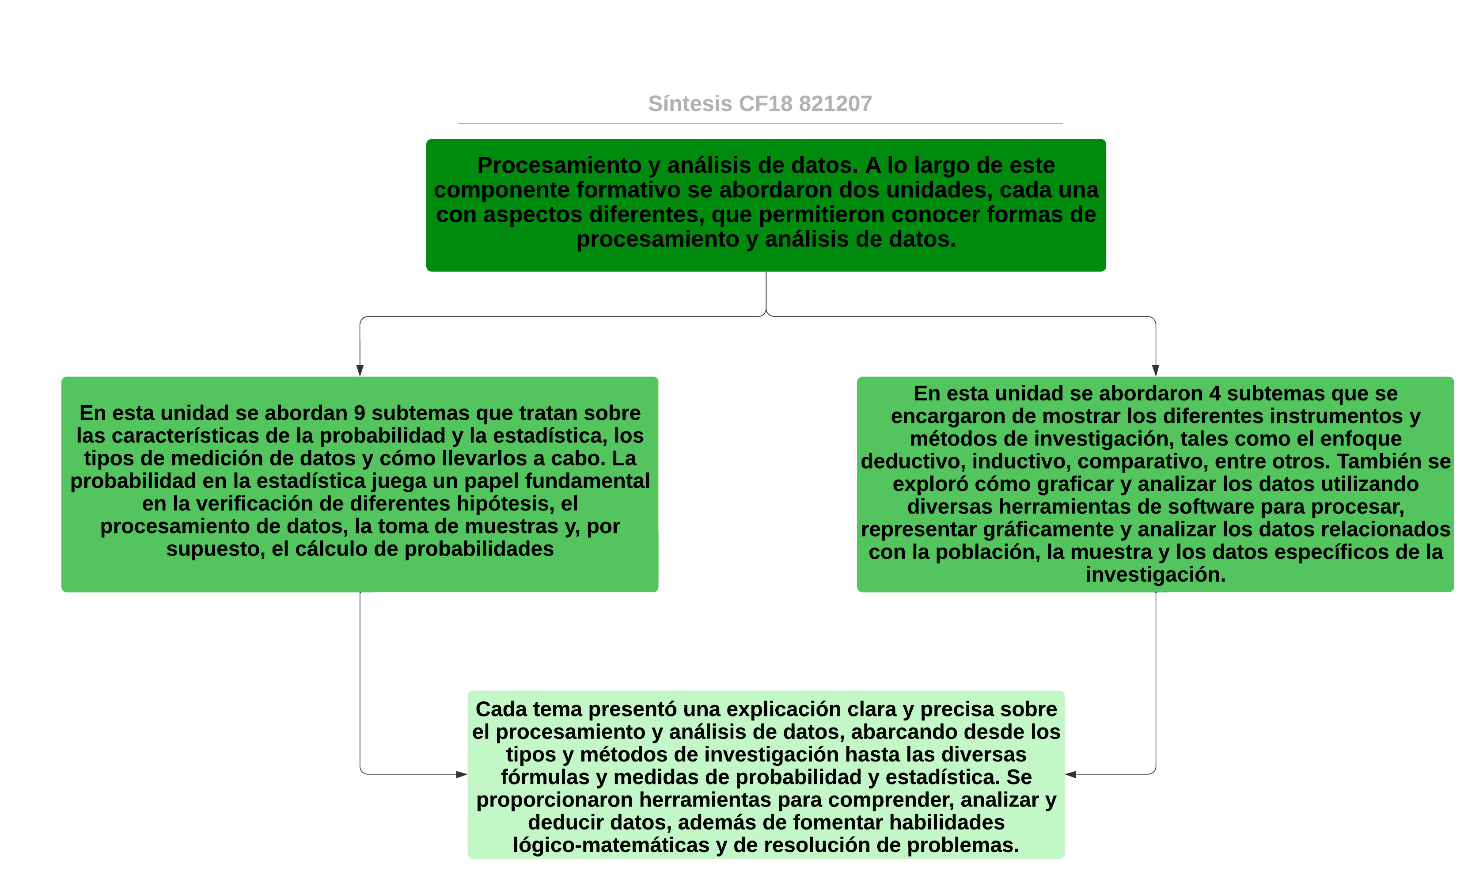 Síntesis CF18 821207
Procesamiento y análisis de datos. A lo largo de este
componente formativo se abordaron dos unidades, cada una
con aspectos diferentes, que permitieron conocer formas de
procesamiento y análisis de datos.
En esta unidad se abordan 9 subtemas que tratan sobre
las características de la probabilidad y la estadística, los
tipos de medición de datos y cómo llevarlos a cabo. La
probabilidad en la estadística juega un papel fundamental
en la verificación de diferentes hipótesis, el
procesamiento de datos, la toma de muestras y, por
supuesto, el cálculo de probabilidades
En esta unidad se abordaron 4 subtemas que se
encargaron de mostrar los diferentes instrumentos y
métodos de investigación, tales como el enfoque
deductivo, inductivo, comparativo, entre otros. También se
exploró cómo graficar y analizar los datos utilizando
diversas herramientas de software para procesar,
representar gráficamente y analizar los datos relacionados
con la población, la muestra y los datos específicos de la
investigación.
Cada tema presentó una explicación clara y precisa sobre
el procesamiento y análisis de datos, abarcando desde los
tipos y métodos de investigación hasta las diversas
fórmulas y medidas de probabilidad y estadística. Se
proporcionaron herramientas para comprender, analizar y
deducir datos, además de fomentar habilidades
lógico-matemáticas y de resolución de problemas.